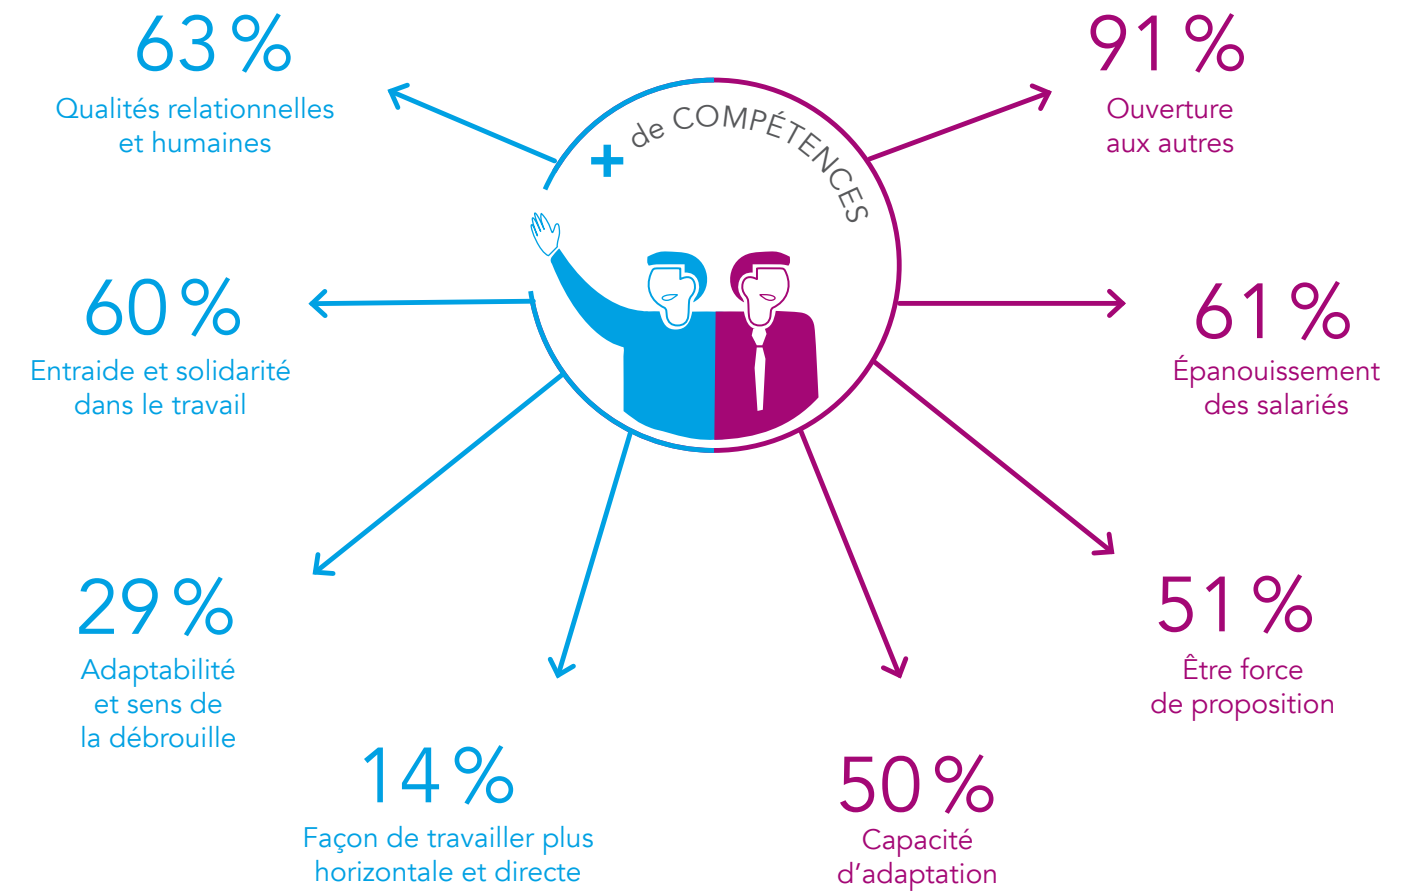 + de COMPÉTENCES
63 %
Qualités relationnelles
et humaines
60 %
Entraide et solidarité
dans le travail
29 %
Adaptabilité
et sens de
la débrouille
14 %
Façon de travailler plus
horizontale et directe
91 %
Ouverture
aux autres
61 %
Épanouissement
des salariés
51 %
Être force
de proposition
50 %
Capacité
d’adaptation